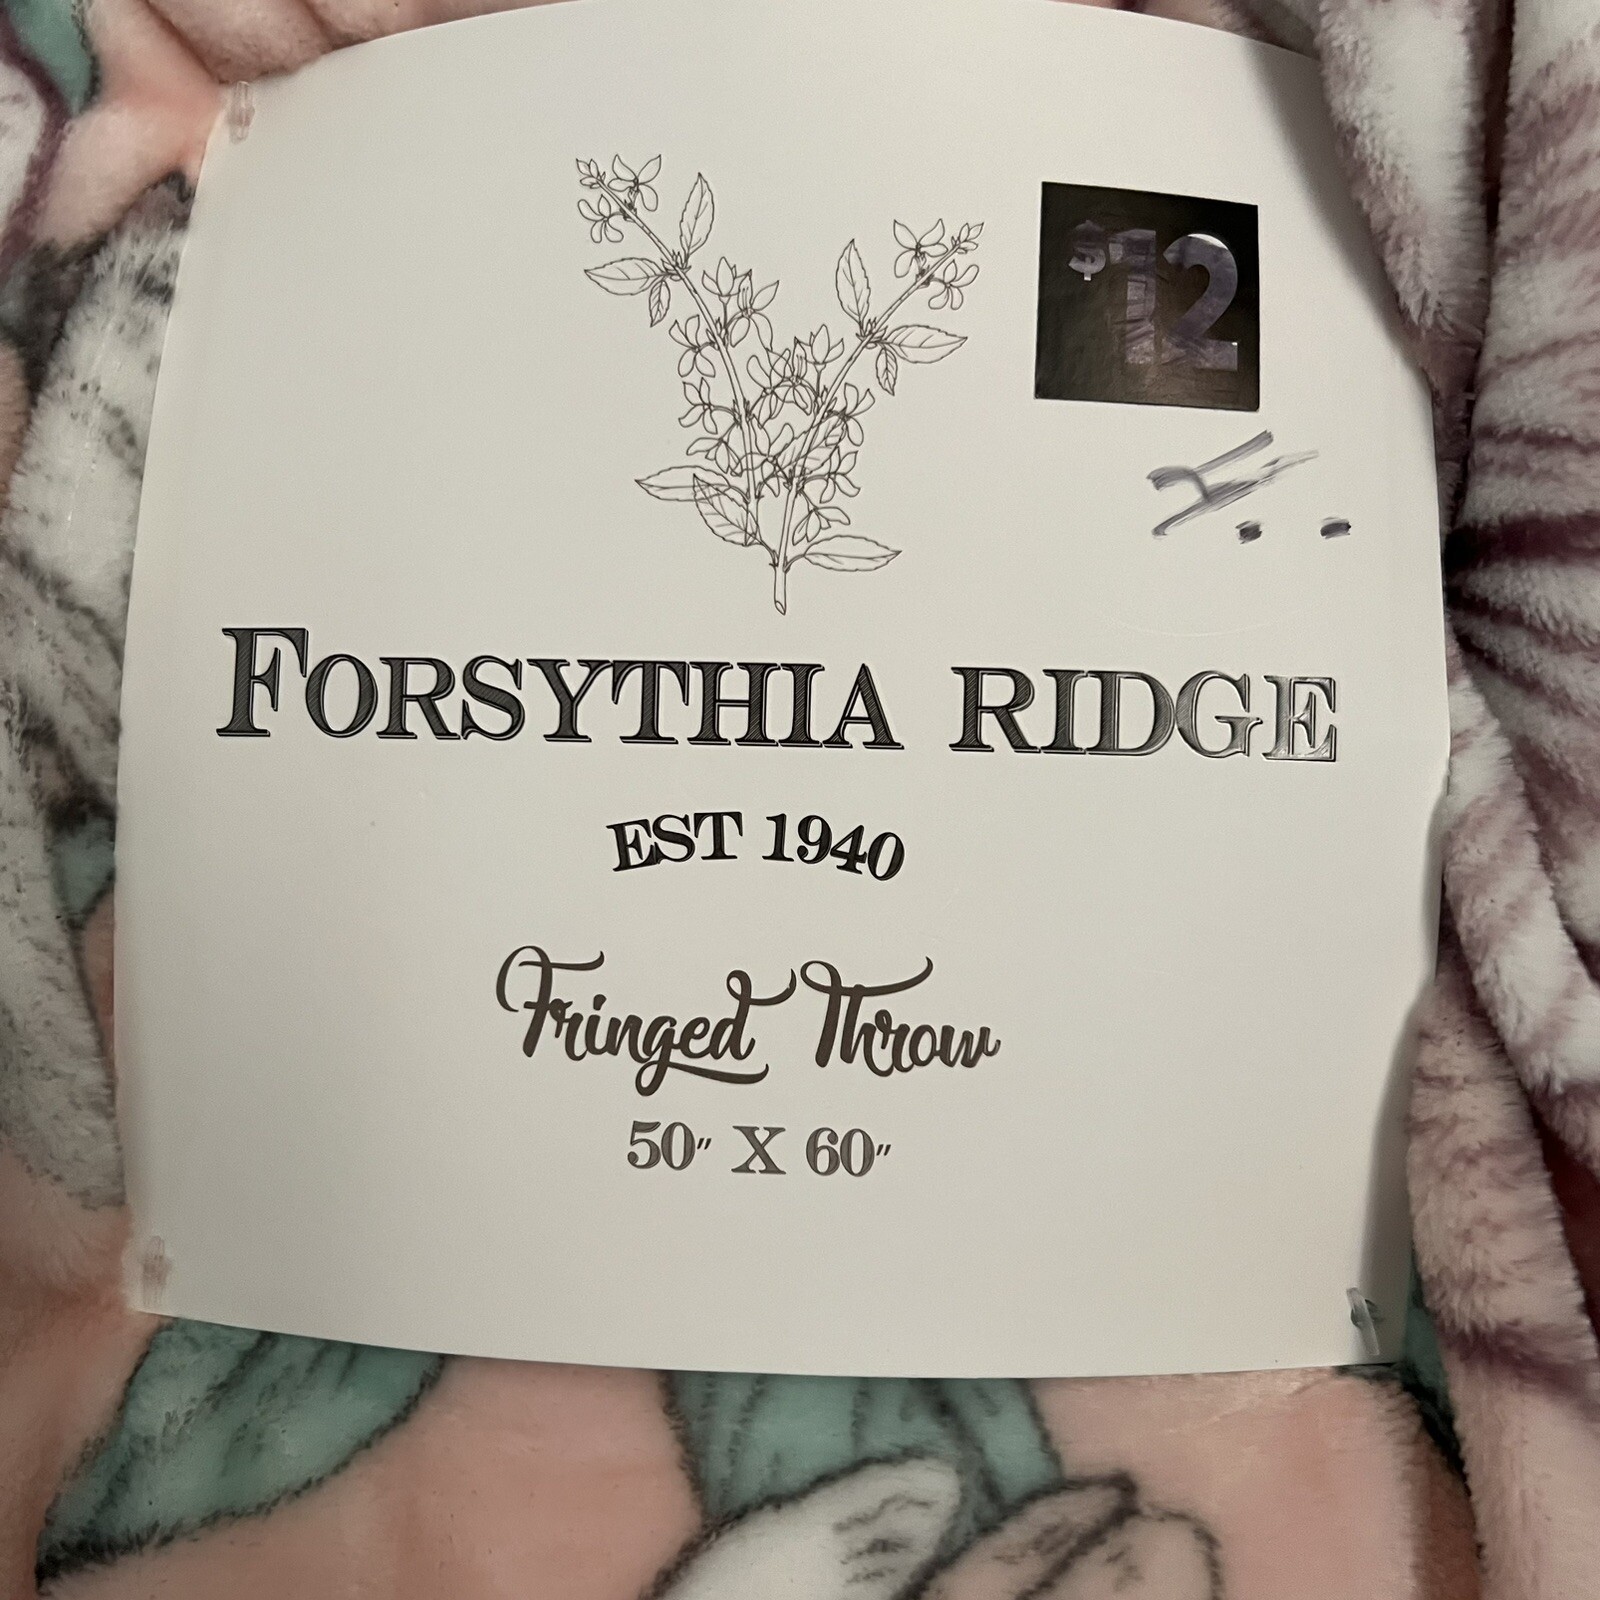 $12
FORSYTHIA RIDGE
EST 1940
Fringed Throw
50" X 60"